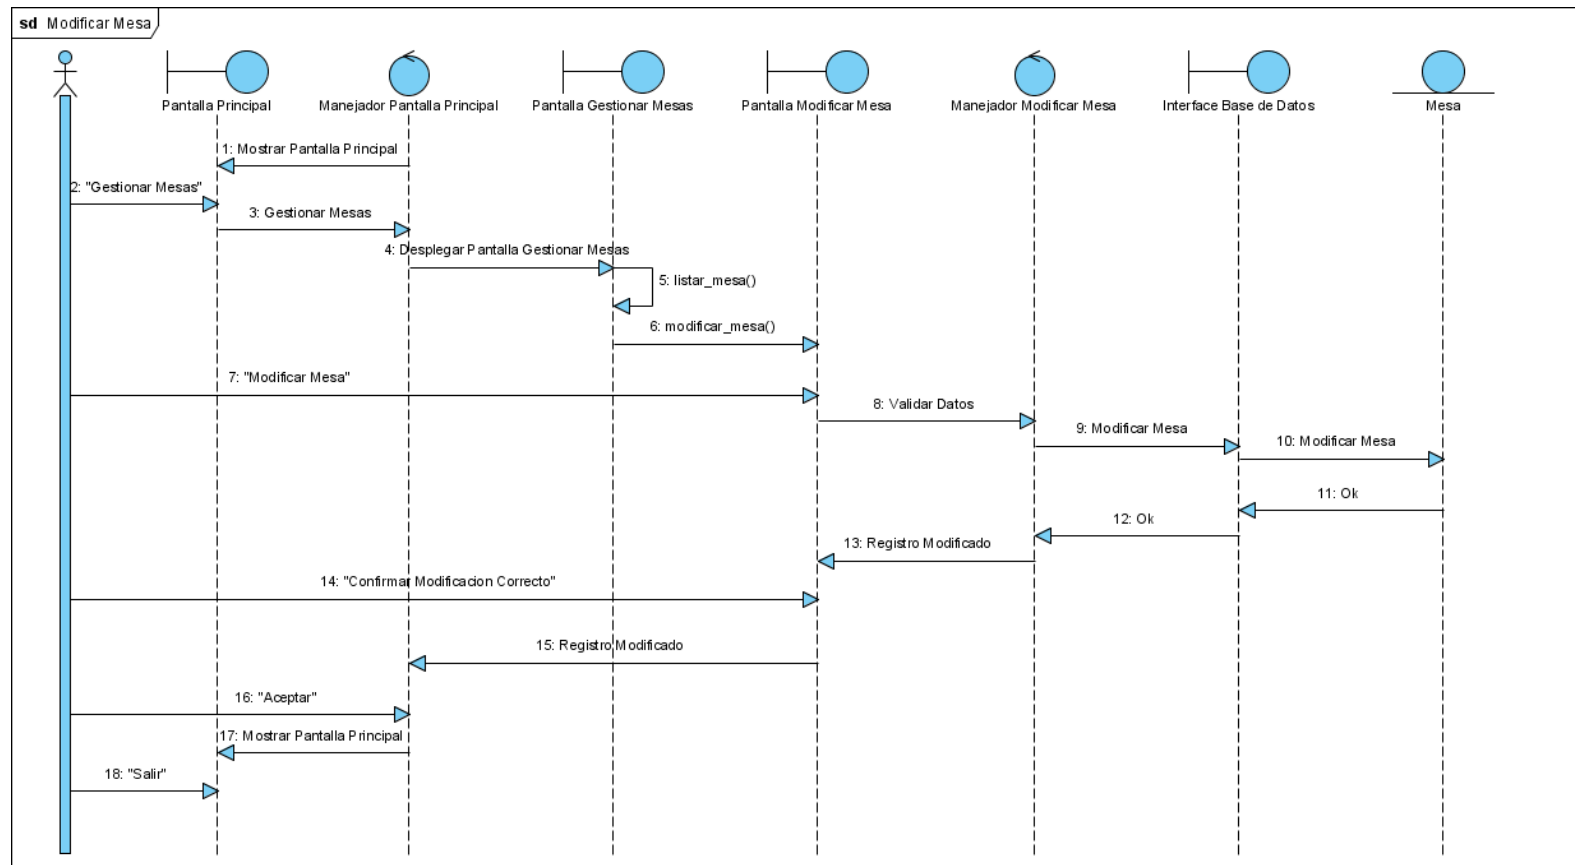 sd Modificar Mesa
Pantalla Principal
Manejador Pantalla Principal
Pantalla Gestionar Mesas
Pantalla Modificar Mesa
Manejador Modificar Mesa
Interface Base de Datos
Mesa
1: Mostrar Pantalla Principal
2: "Gestionar Mesas"
3: Gestionar Mesas
4: Desplegar Pantalla Gestionar Mesas
5: listar_mesa()
6: modificar_mesa()
7: "Modificar Mesa"
8: Validar Datos
9: Modificar Mesa
10: Modificar Mesa
11: Ok
12: Ok
13: Registro Modificado
14: "Confirmar Modificacion Correcto"
15: Registro Modificado
16: "Aceptar"
17: Mostrar Pantalla Principal
18: "Salir"